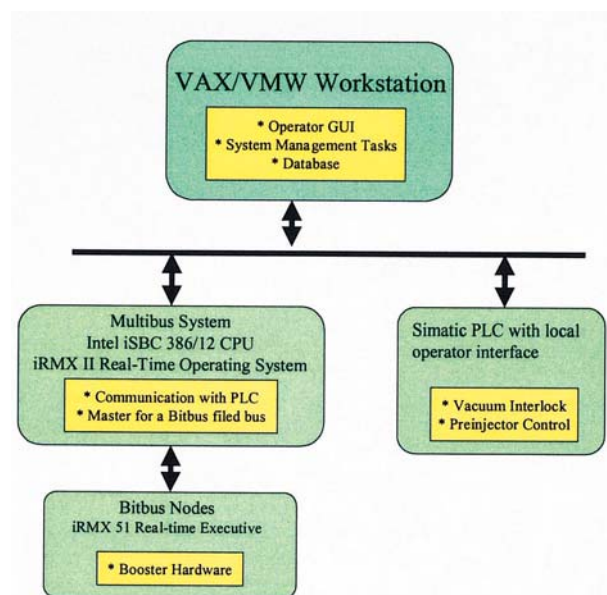 VAX/VMW Workstation
* Operator GUI
* System Management Tasks
* Database
Multibus System
Intel iSBC 386/12 CPU
iRMX II Real-Time Operating System
* Communication with PLC
* Master for a Bitbus filed bus
Simatic PLC with local
operator interface
* Vacuum Interlock
* Preinjector Control
Bitbus Nodes
iRMX 51 Real-time Executive
* Booster Hardware